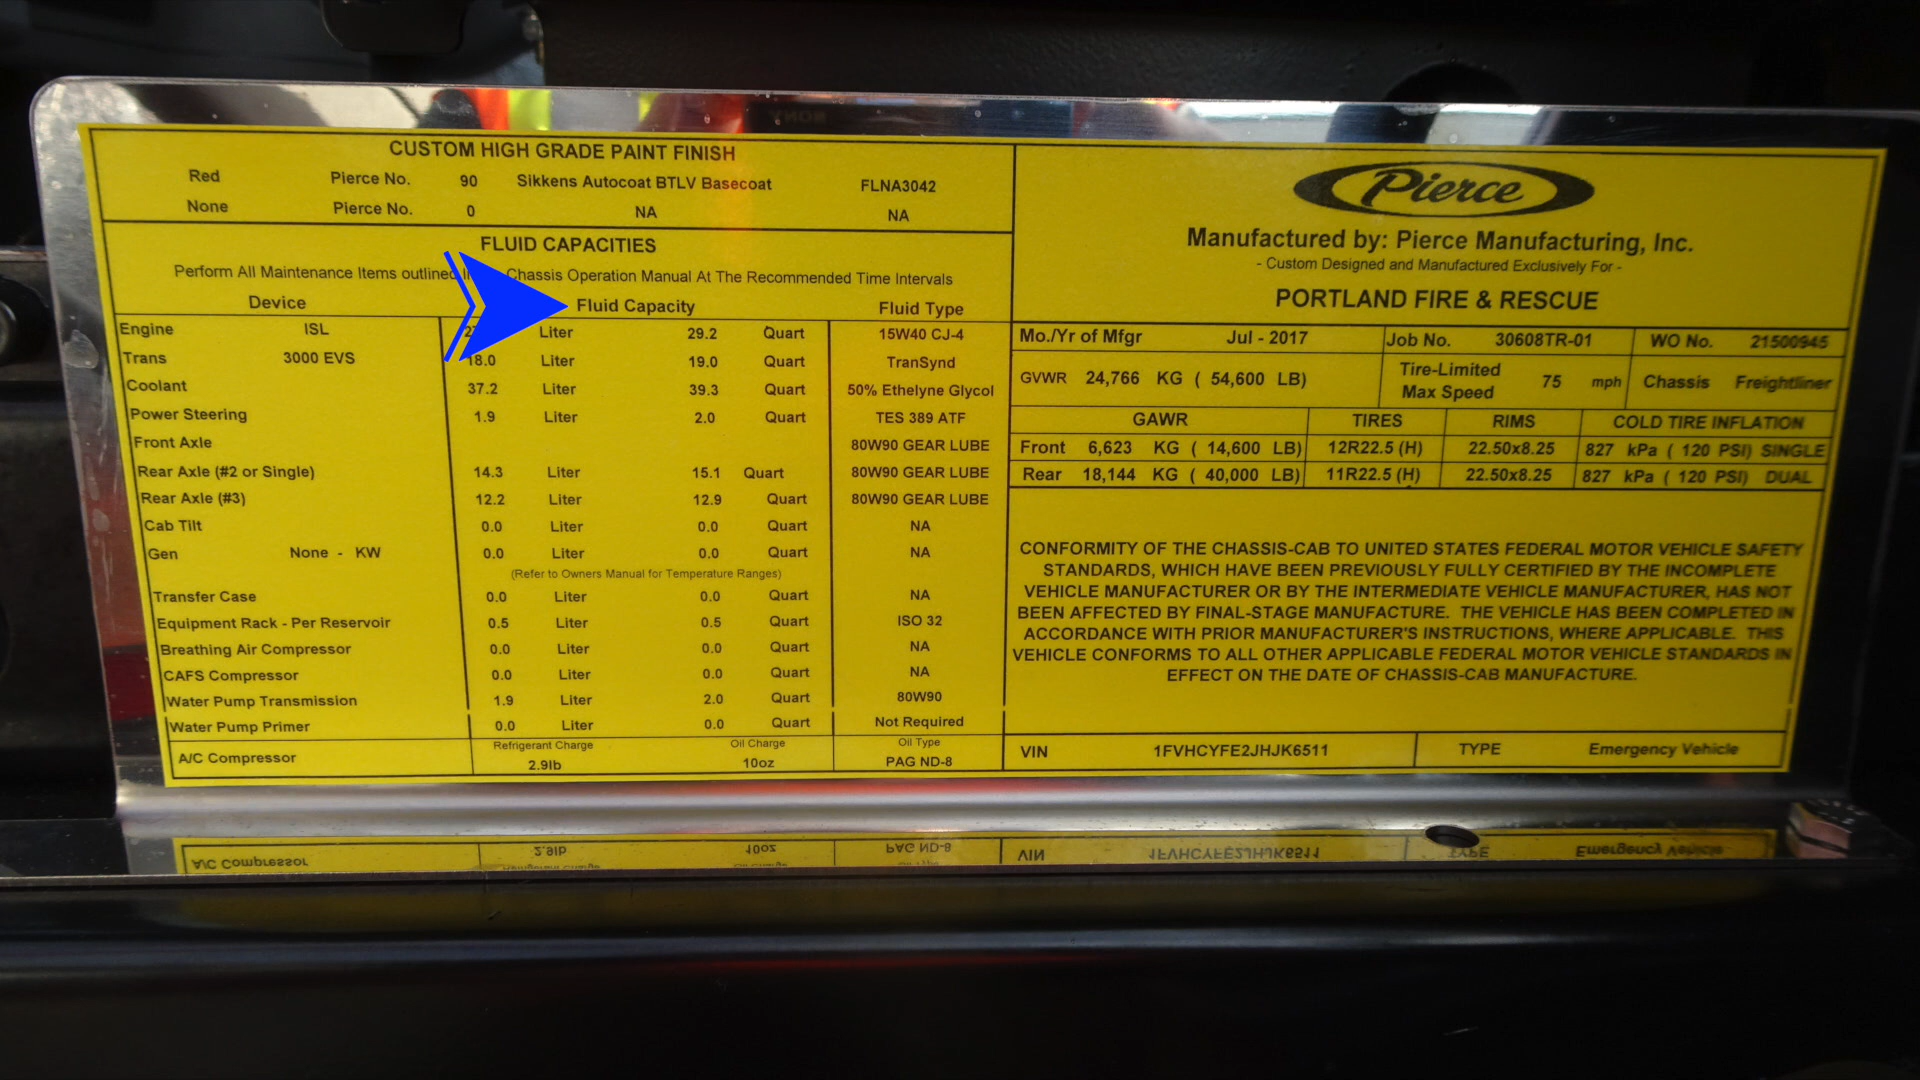 CUSTOM HIGH GRADE PAINT FINISH
Red Pierce No. 90 Sikkens Autocoat BTLV Basecoat FLNA3042
None Pierce No. 0 NA NA
FLUID CAPACITIES
Perform All Maintenance Items outlined Chassis Operation Manual At The Recommended Time Intervals
Device Fluid Capacity Fluid Type
Engine ISL Liter 29.2 Quart 15W40 CJ-4
Trans 3000 EVS 18.0 Liter 19.0 Quart TranSynd
Coolant 37.2 Liter 39.3 Quart 50% Ethelyne Glycol
Power Steering 1.9 Liter 2.0 Quart TES 389 ATF
Front Axle 80W90 GEAR LUBE
Rear Axle (#2 or Single) 14.3 Liter 15.1 Quart 80W90 GEAR LUBE
Rear Axle (#3) 12.2 Liter 12.9 Quart 80W90 GEAR LUBE
Cab Tilt 0.0 Liter 0.0 Quart NA
Gen None - KW 0.0 Liter 0.0 Quart NA
(Refer to Owners Manual for Temperature Ranges)
Transfer Case 0.0 Liter 0.0 Quart NA
Equipment Rack - Per Reservoir 0.5 Liter 0.5 Quart ISO 32
Breathing Air Compressor 0.0 Liter 0.0 Quart NA
CAFS Compressor 0.0 Liter 0.0 Quart NA
Water Pump Transmission 1.9 Liter 2.0 Quart 80W90
Water Pump Primer 0.0 Liter 0.0 Quart Not Required
Refrigerant Charge Oil Charge Oil Type
A/C Compressor 2.9lb 10oz PAG ND-8
Pierce
Manufactured by: Pierce Manufacturing, Inc.
- Custom Designed and Manufactured Exclusively For -
PORTLAND FIRE & RESCUE
Mo./Yr of Mfgr Jul - 2017 Job No. 30608TR-01 WO No. 21500945
GVWR 24,766 KG ( 54,600 LB) Tire-Limited Max Speed 75 mph Chassis Freightliner
GAWR TIRES RIMS COLD TIRE INFLATION
Front 6,623 KG ( 14,600 LB) 12R22.5 (H) 22.50x8.25 827 kPa ( 120 PSI) SINGLE
Rear 18,144 KG ( 40,000 LB) 11R22.5 (H) 22.50x8.25 827 kPa ( 120 PSI) DUAL
CONFORMITY OF THE CHASSIS-CAB TO UNITED STATES FEDERAL MOTOR VEHICLE SAFETY
STANDARDS, WHICH HAVE BEEN PREVIOUSLY FULLY CERTIFIED BY THE INCOMPLETE
VEHICLE MANUFACTURER OR BY THE INTERMEDIATE VEHICLE MANUFACTURER, HAS NOT
BEEN AFFECTED BY FINAL-STAGE MANUFACTURE. THE VEHICLE HAS BEEN COMPLETED IN
ACCORDANCE WITH PRIOR MANUFACTURER'S INSTRUCTIONS, WHERE APPLICABLE. THIS
VEHICLE CONFORMS TO ALL OTHER APPLICABLE FEDERAL MOTOR VEHICLE STANDARDS IN
EFFECT ON THE DATE OF CHASSIS-CAB MANUFACTURE.
VIN 1FVHCYFE2JHJK6511 TYPE Emergency Vehicle